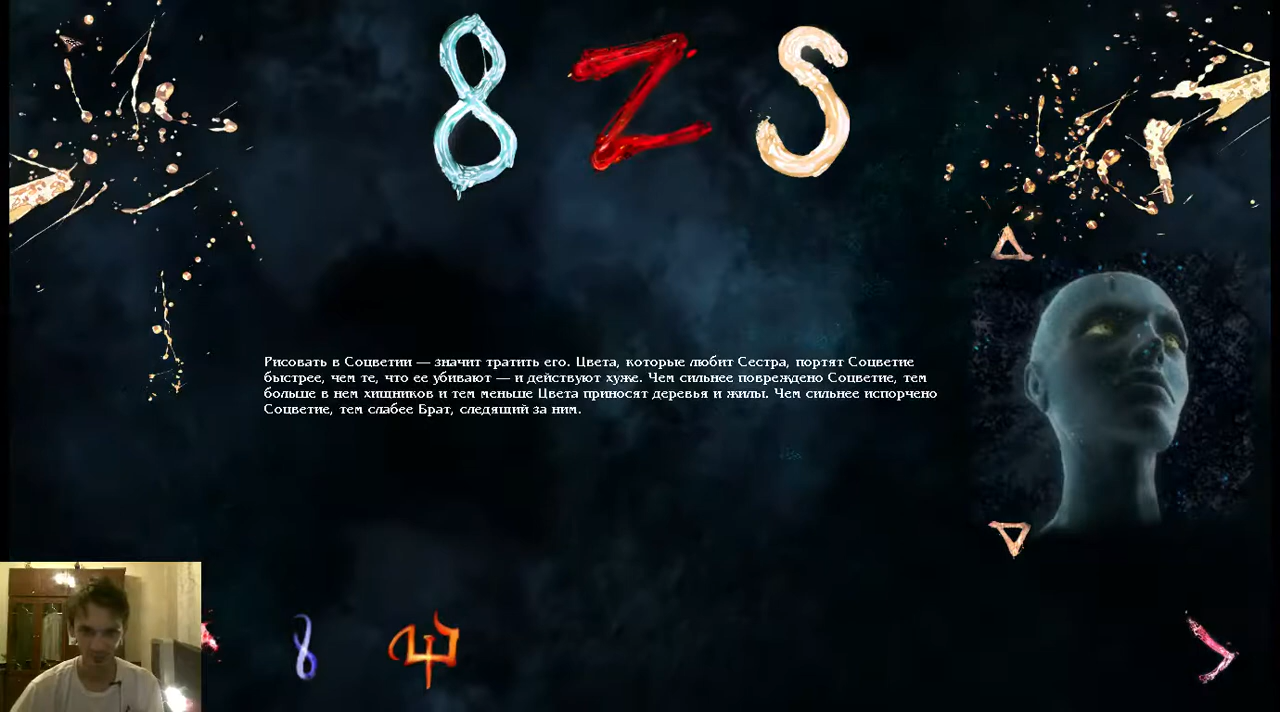 8 Z S
Рисовать в Соцветии — значит тратить его. Цвета, которые любит Сестра, портят Соцветие
быстрее, чем те, что ее убивают — и действуют хуже. Чем сильнее повреждено Соцветие, тем
больше в нем хищников и тем меньше Цвета приносят деревья и жилы. Чем сильнее испорчено
Соцветие, тем слабее Брат, следящий за ним.
8